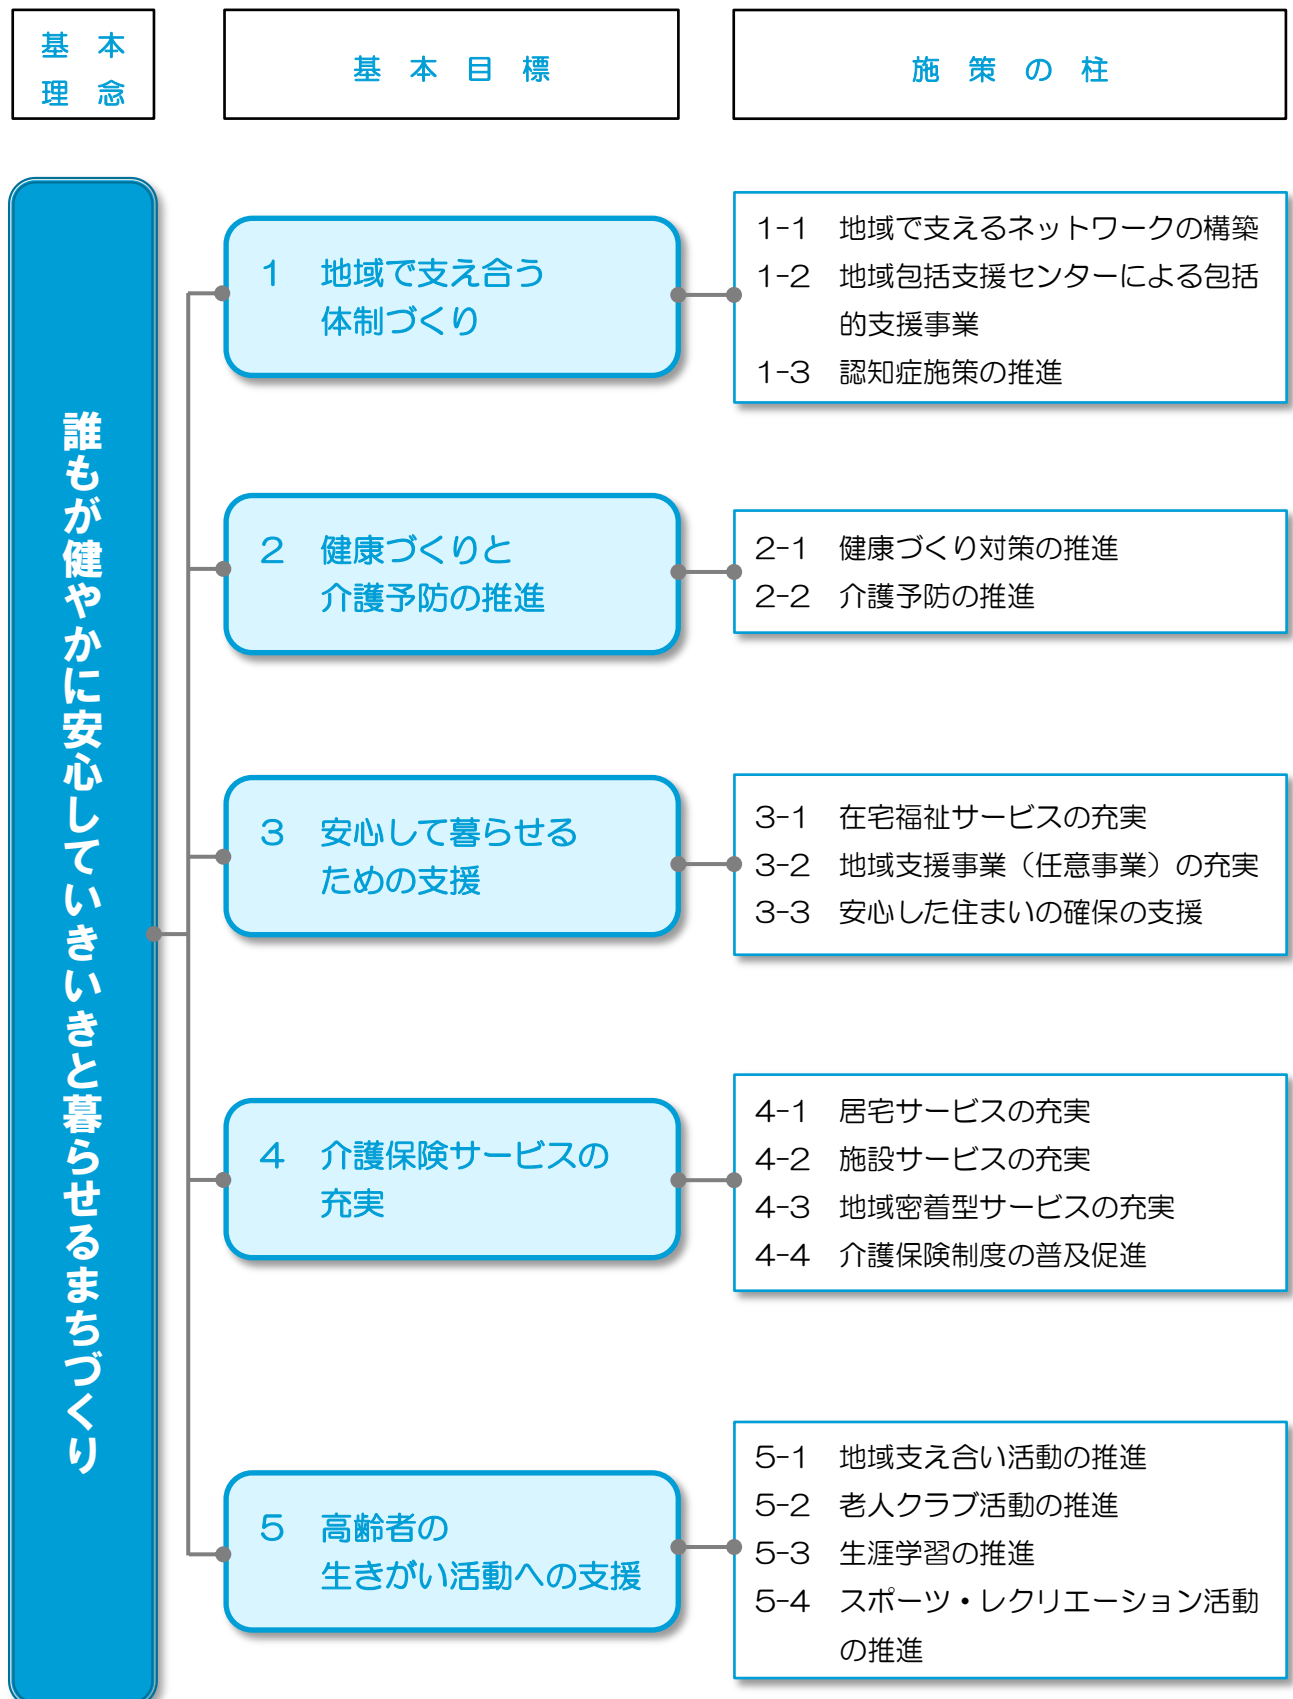 基 本
理 念
基 本 目 標
施 策 の 柱
誰もが健やかに安心していきいきと暮らせるまちづくり
1 地域で支え合う
体制づくり
1-1 地域で支えるネットワークの構築
1-2 地域包括支援センターによる包括
的支援事業
1-3 認知症施策の推進
2 健康づくりと
介護予防の推進
2-1 健康づくり対策の推進
2-2 介護予防の推進
3 安心して暮らせる
ための支援
3-1 在宅福祉サービスの充実
3-2 地域支援事業（任意事業）の充実
3-3 安心した住まいの確保の支援
4 介護保険サービスの
充実
4-1 居宅サービスの充実
4-2 施設サービスの充実
4-3 地域密着型サービスの充実
4-4 介護保険制度の普及促進
5 高齢者の
生きがい活動への支援
5-1 地域支え合い活動の推進
5-2 老人クラブ活動の推進
5-3 生涯学習の推進
5-4 スポーツ・レクリエーション活動
の推進